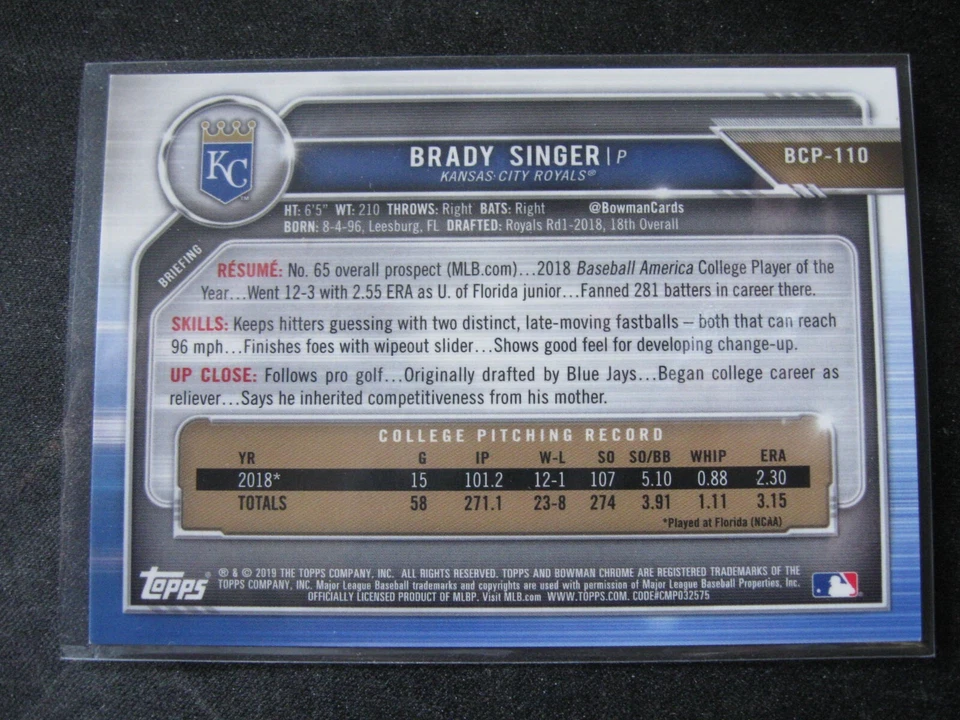 KC
BRADY SINGER | P
KANSAS CITY ROYALS®
BCP-110
HT: 6'5" WT: 210 THROWS: Right BATS: Right @BowmanCards
BORN: 8-4-96, Leesburg, FL DRAFTED: Royals Rd1-2018, 18th Overall
BRIEFING
RÉSUMÉ: No. 65 overall prospect (MLB.com)...2018 Baseball America College Player of the
Year...Went 12-3 with 2.55 ERA as U. of Florida junior...Fanned 281 batters in career there.
SKILLS: Keeps hitters guessing with two distinct, late-moving fastballs – both that can reach
96 mph...Finishes foes with wipeout slider...Shows good feel for developing change-up.
UP CLOSE: Follows pro golf...Originally drafted by Blue Jays...Began college career as
reliever...Says he inherited competitiveness from his mother.
COLLEGE PITCHING RECORD
YR G IP W-L SO SO/BB WHIP ERA
2018* 15 101.2 12-1 107 5.10 0.88 2.30
TOTALS 58 271.1 23-8 274 3.91 1.11 3.15
*Played at Florida (NCAA)
Topps
® & © 2019 THE TOPPS COMPANY, INC. ALL RIGHTS RESERVED. TOPPS AND BOWMAN CHROME ARE REGISTERED TRADEMARKS OF THE
TOPPS COMPANY, INC. Major League Baseball trademarks and copyrights are used with permission of Major League Baseball Properties, Inc.
OFFICIALLY LICENSED PRODUCT OF MLBP. Visit MLB.com WWW.TOPPS.COM. CODE#CMP032575